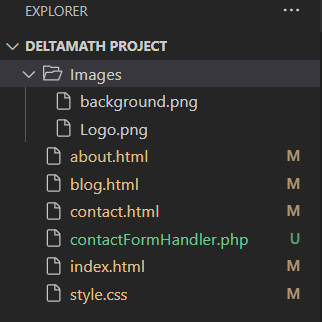 EXPLORER ...
DELTAMATH PROJECT
Images
background.png
Logo.png
about.html M
blog.html M
contact.html M
contactFormHandler.php U
index.html M
style.css M